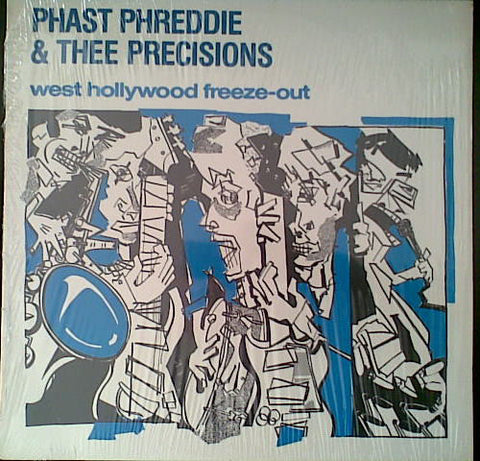 PHAST PHREDDIE
& THEE PRECISIONS
west hollywood freeze-out